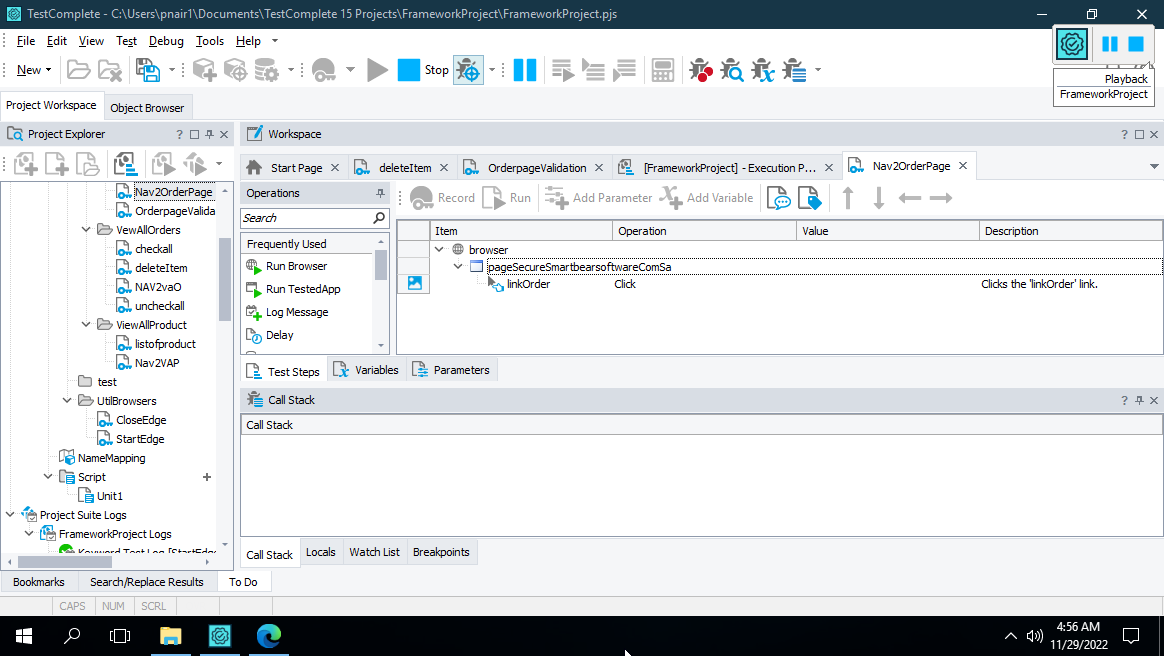 TestComplete - C:\Users\pnair1\Documents\TestComplete 15 Projects\FrameworkProject\FrameworkProject.pjs
File Edit View Test Debug Tools Help
New
Stop
Playback
FrameworkProject
Project Workspace Object Browser
Project Explorer
Workspace
Start Page
deleteItem
OrderpageValidation
[FrameworkProject] - Execution P...
Nav2OrderPage
Operations
Record
Run
Add Parameter
Add Variable
Search
Frequently Used
Run Browser
Run TestedApp
Log Message
Delay
Item Operation Value Description
browser
pageSecureSmartbearsoftwareComSa
linkOrder Click Clicks the 'linkOrder' link.
Nav2OrderPage
OrderpageValida
ViewAllOrders
checkall
deleteItem
NAV2vaO
uncheckall
ViewAllProduct
listofproduct
Nav2VAP
test
UtilBrowsers
CloseEdge
StartEdge
NameMapping
Script
Unit1
Project Suite Logs
FrameworkProject Logs
Keyword Test Log [StartEdge
Test Steps Variables Parameters
Call Stack
Call Stack
Call Stack Locals Watch List Breakpoints
Bookmarks Search/Replace Results To Do
CAPS NUM SCRL
4:56 AM
11/29/2022